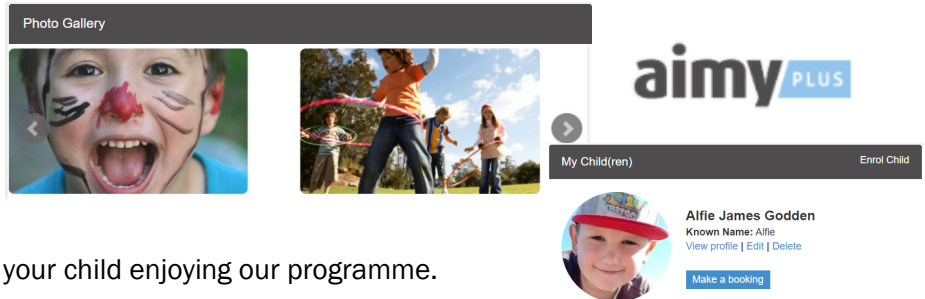 Photo Gallery
aimy PLUS
My Child(ren)
Enrol Child
Alfie James Godden
Known Name: Alfie
View profile | Edit | Delete
Make a booking
your child enjoying our programme.